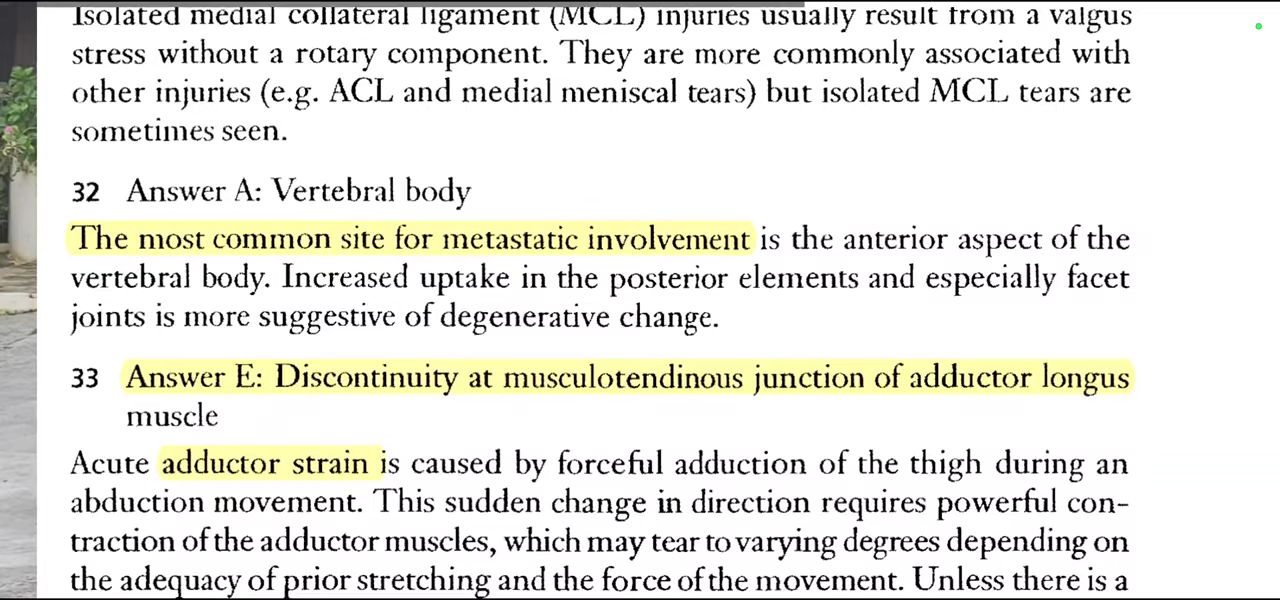 Isolated medial collateral ligament (MCL) injuries usually result from a valgus
stress without a rotary component. They are more commonly associated with
other injuries (e.g. ACL and medial meniscal tears) but isolated MCL tears are
sometimes seen.
32 Answer A: Vertebral body
The most common site for metastatic involvement is the anterior aspect of the
vertebral body. Increased uptake in the posterior elements and especially facet
joints is more suggestive of degenerative change.
33 Answer E: Discontinuity at musculotendinous junction of adductor longus
muscle
Acute adductor strain is caused by forceful adduction of the thigh during an
abduction movement. This sudden change in direction requires powerful con-
traction of the adductor muscles, which may tear to varying degrees depending on
the adequacy of prior stretching and the force of the movement. Unless there is a